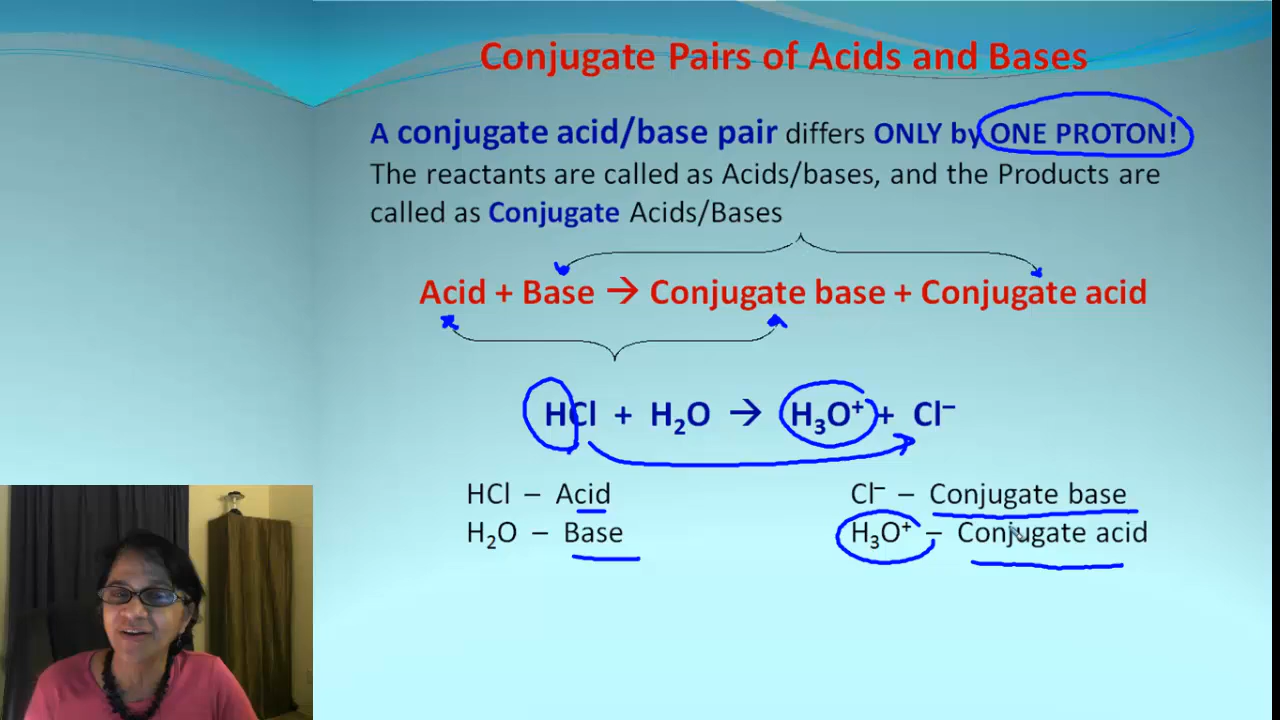 Conjugate Pairs of Acids and Bases
A conjugate acid/base pair differs ONLY by ONE PROTON!
The reactants are called as Acids/bases, and the Products are
called as Conjugate Acids/Bases
Acid + Base → Conjugate base + Conjugate acid
HCl + H₂O → H₃O⁺ + Cl⁻
HCl – Acid
Cl⁻ – Conjugate base
H₂O – Base
H₃O⁺ – Conjugate acid